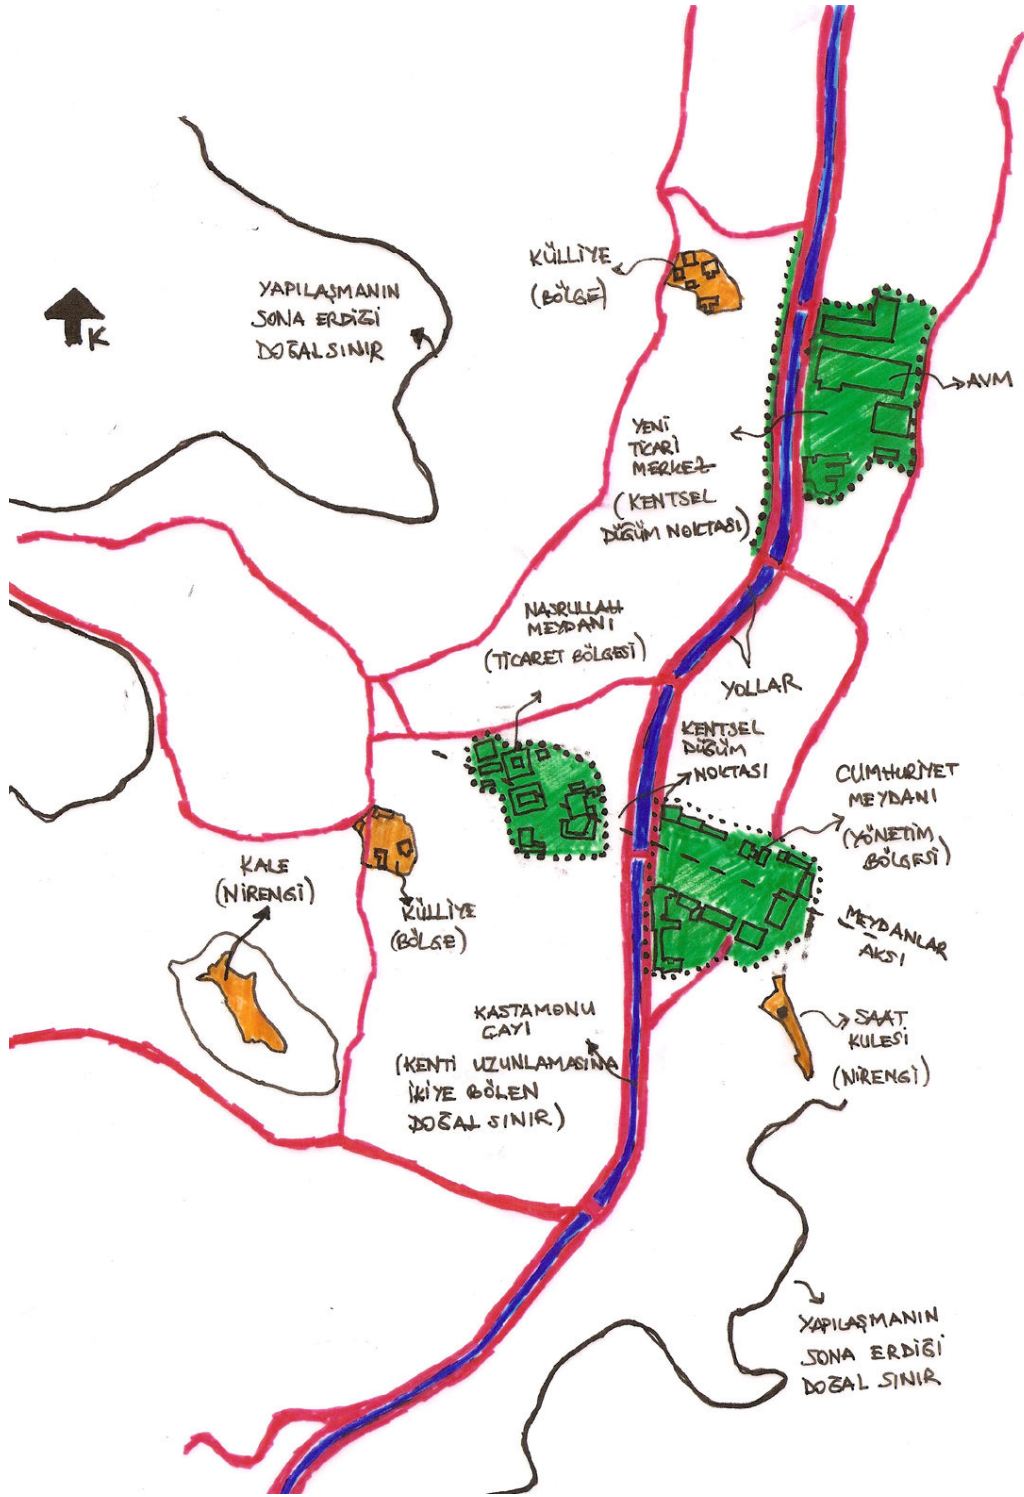 KÜLLİYE
(BÖLGE)
YAPILAŞMANIN
SONA ERDİĞİ
DOĞAL SINIR
K
AVM
YENİ
TİCARİ
MERKEZ
(KENTSEL
DÜĞÜM NOKTASI)
NASRULLAH
MEYDANI
(TİCARET BÖLGESİ)
YOLLAR
KENTSEL
DÜĞÜM
NOKTASI
CUMHURİYET
MEYDANI
(YÖNETİM
BÖLGESİ)
KALE
(NİRENGİ)
KÜLLİYE
(BÖLGE)
MEYDANLAR
AKSI
KASTAMONU
ÇAYI
(KENTİ UZUNLAMASINA
İKİYE BÖLEN
DOĞAL SINIR)
SAAT
KULESİ
(NİRENGİ)
YAPILAŞMANIN
SONA ERDİĞİ
DOĞAL SINIR